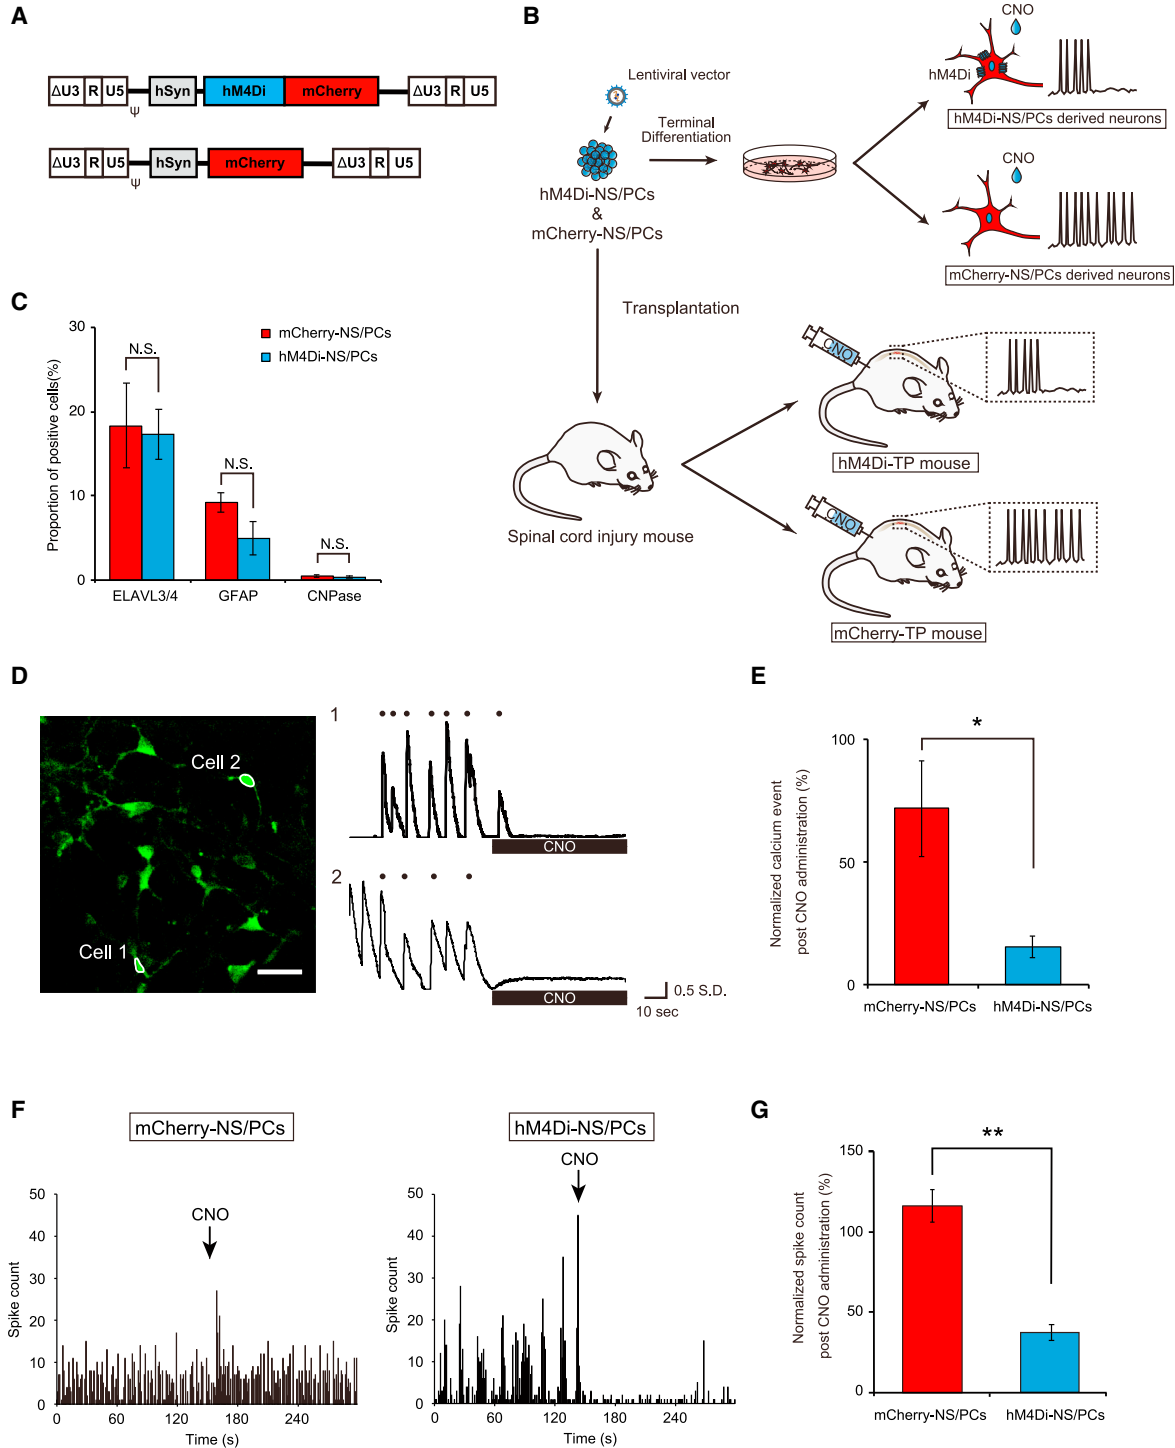 A
ΔU3 R U5 ψ hSyn hM4Di mCherry ΔU3 R U5
ΔU3 R U5 ψ hSyn mCherry ΔU3 R U5
B
Lentiviral vector
Terminal
Differentiation
hM4Di-NS/PCs
&
mCherry-NS/PCs
CNO
hM4Di
hM4Di-NS/PCs derived neurons
CNO
mCherry-NS/PCs derived neurons
Transplantation
Spinal cord injury mouse
CNO
hM4Di-TP mouse
CNO
mCherry-TP mouse
C
Proportion of positive cells(%)
30
20
10
0
mCherry-NS/PCs
hM4Di-NS/PCs
N.S.
N.S.
N.S.
ELAVL3/4 GFAP CNPase
D
Cell 2
Cell 1
1
CNO
2
CNO
0.5 S.D.
10 sec
E
Normalized calcium event
post CNO administration (%)
100
50
0
*
mCherry-NS/PCs hM4Di-NS/PCs
F
mCherry-NS/PCs
CNO
Spike count
50
40
30
20
10
0
0 60 120 180 240
Time (s)
hM4Di-NS/PCs
CNO
Spike count
50
40
30
20
10
0
0 60 120 180 240
Time (s)
G
Normalized spike count
post CNO administration (%)
150
100
50
0
**
mCherry-NS/PCs hM4Di-NS/PCs